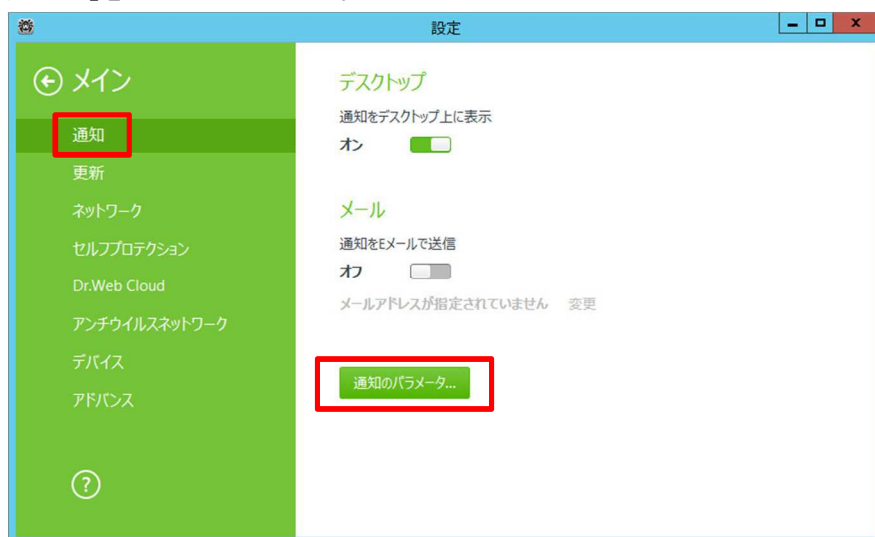 設定
メイン
通知
更新
ネットワーク
セルフプロテクション
Dr.Web Cloud
アンチウイルスネットワーク
デバイス
アドバンス
デスクトップ
通知をデスクトップ上に表示
オン
メール
通知をEメールで送信
オフ
メールアドレスが指定されていません 変更
通知のパラメータ...